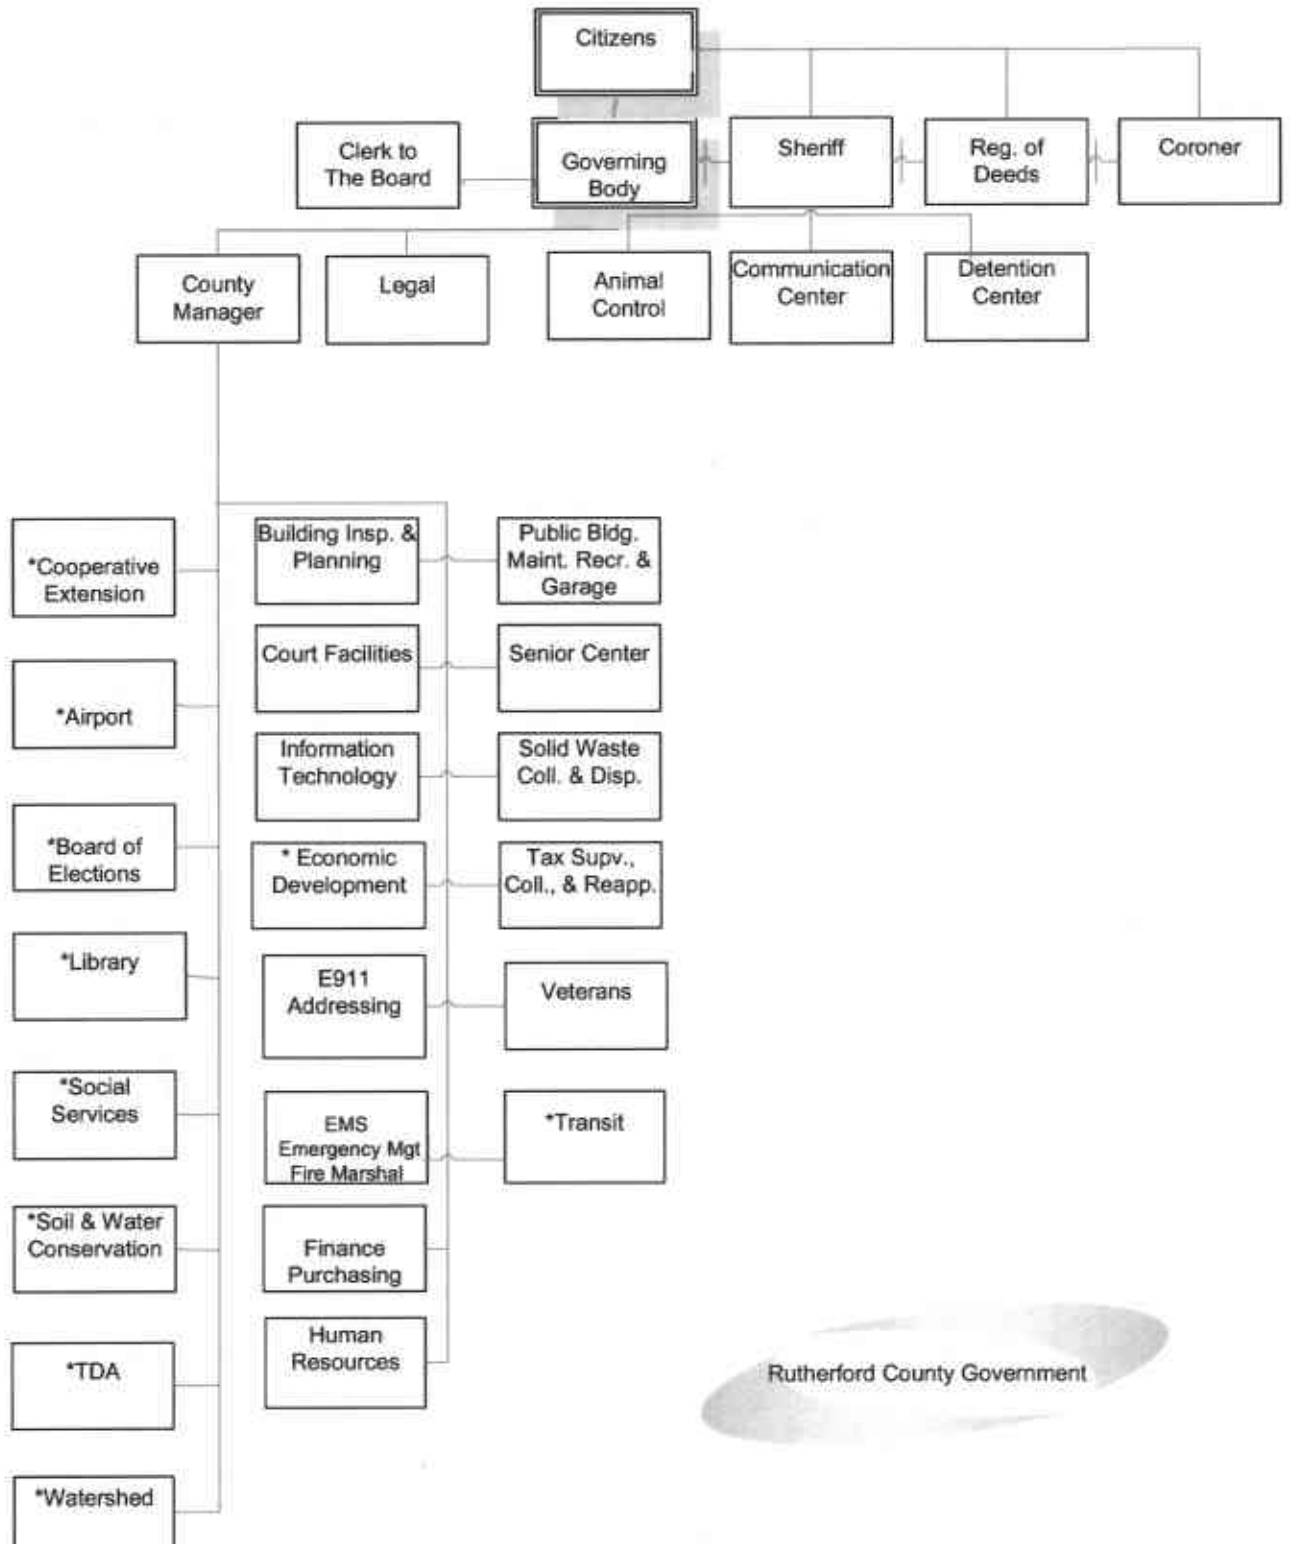 Citizens
Clerk to
The Board
Governing
Body
Sheriff
Reg. of
Deeds
Coroner
County
Manager
Legal
Animal
Control
Communication
Center
Detention
Center
*Cooperative
Extension
Building Insp. &
Planning
Public Bldg.
Maint. Recr. &
Garage
*Airport
Court Facilities
Senior Center
Information
Technology
Solid Waste
Coll. & Disp.
*Board of
Elections
* Economic
Development
Tax Supv.,
Coll., & Reapp.
*Library
E911
Addressing
Veterans
*Social
Services
EMS
Emergency Mgt
Fire Marshal
*Transit
*Soil & Water
Conservation
Finance
Purchasing
*TDA
Human
Resources
*Watershed
Rutherford County Government